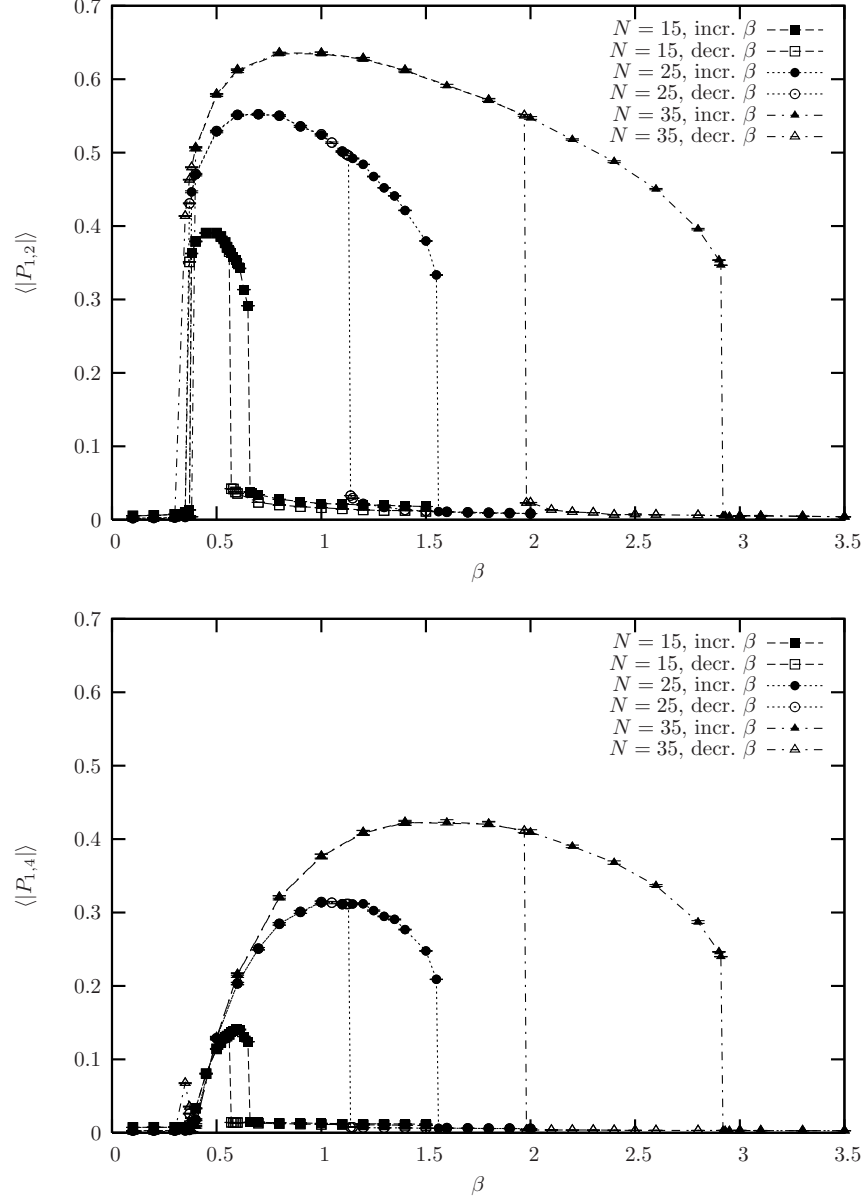 0.7
0.6
0.5
0.4
0.3
0.2
0.1
0
⟨|P1,2|⟩
N = 15, incr. β
N = 15, decr. β
N = 25, incr. β
N = 25, decr. β
N = 35, incr. β
N = 35, decr. β
0 0.5 1 1.5 2 2.5 3 3.5
β
0.7
0.6
0.5
0.4
0.3
0.2
0.1
0
⟨|P1,4|⟩
N = 15, incr. β
N = 15, decr. β
N = 25, incr. β
N = 25, decr. β
N = 35, incr. β
N = 35, decr. β
0 0.5 1 1.5 2 2.5 3 3.5
β